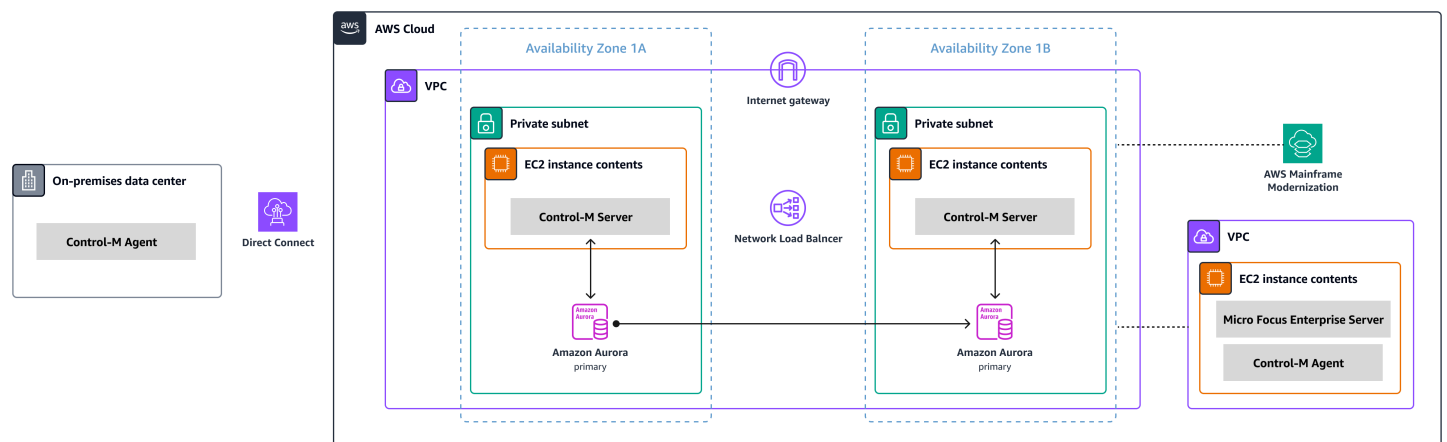 aws
AWS Cloud
Availability Zone 1A
Availability Zone 1B
VPC
Internet gateway
Private subnet
Private subnet
EC2 instance contents
EC2 instance contents
AWS Mainframe
Modernization
On-premises data center
Control-M Server
Control-M Server
Control-M Agent
Direct Connect
Network Load Balncer
VPC
EC2 instance contents
Micro Focus Enterprise Server
Control-M Agent
Amazon
Aurora
Amazon
Aurora
Amazon Aurora
primary
Amazon Aurora
primary